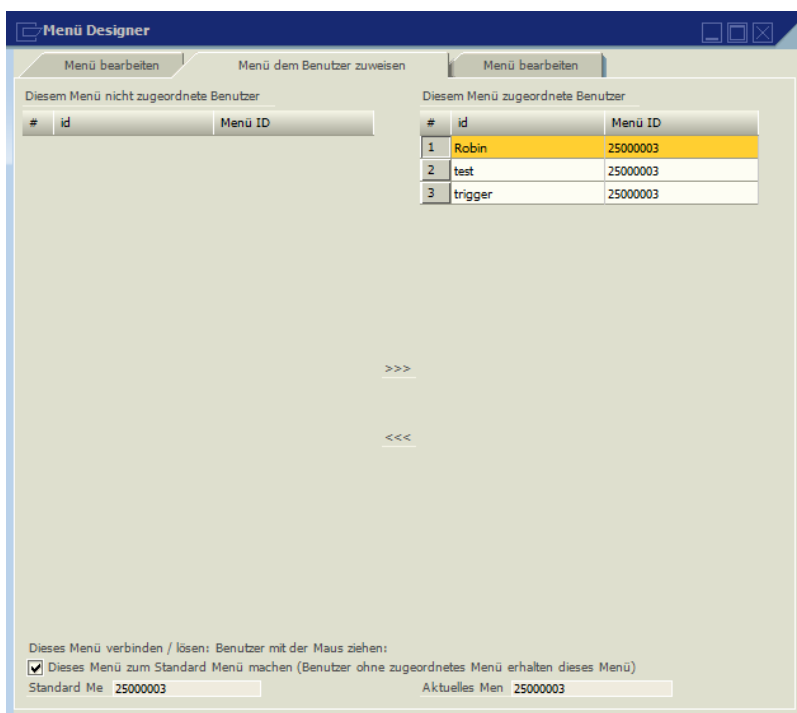 Menü Designer
Menü bearbeiten Menü dem Benutzer zuweisen Menü bearbeiten
Diesem Menü nicht zugeordnete Benutzer Diesem Menü zugeordnete Benutzer
# id Menü ID # id Menü ID
1 Robin 25000003
2 test 25000003
3 trigger 25000003
>>>
<<<
Dieses Menü verbinden / lösen: Benutzer mit der Maus ziehen:
Dieses Menü zum Standard Menü machen (Benutzer ohne zugeordnetes Menü erhalten dieses Menü)
Standard Me 25000003 Aktuelles Men 25000003